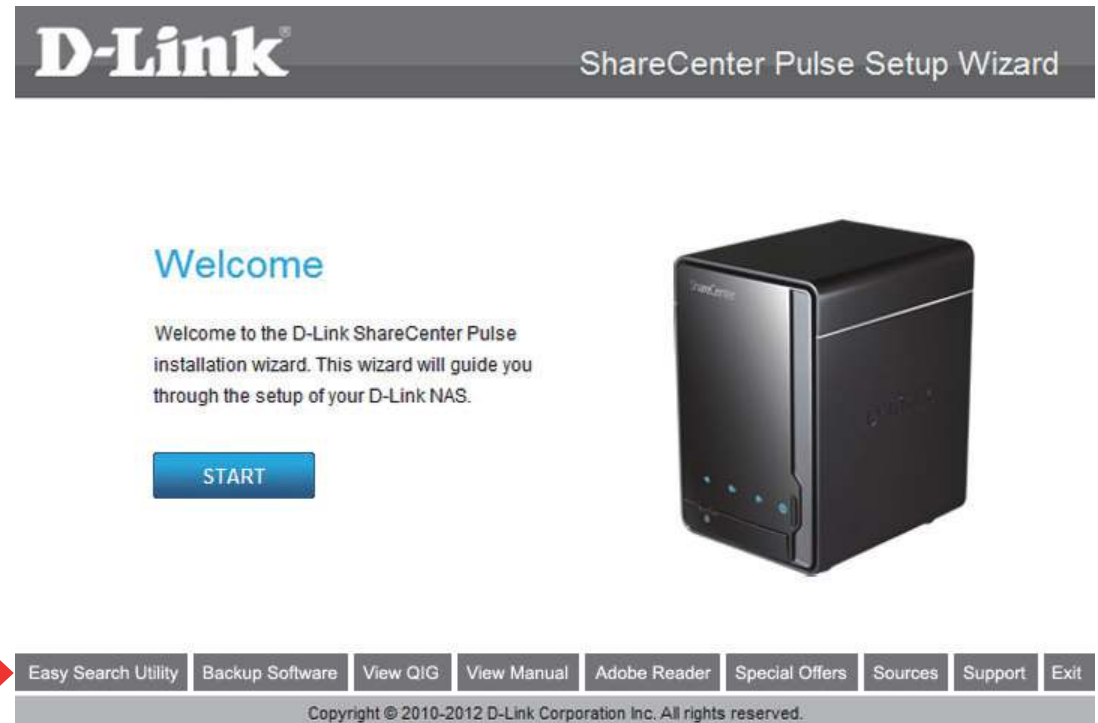 D-Link®
ShareCenter Pulse Setup Wizard
Welcome
Welcome to the D-Link ShareCenter Pulse
installation wizard. This wizard will guide you
through the setup of your D-Link NAS.
ShareCenter
START
Easy Search Utility Backup Software View QIG View Manual Adobe Reader Special Offers Sources Support Exit
Copyright © 2010-2012 D-Link Corporation Inc. All rights reserved.